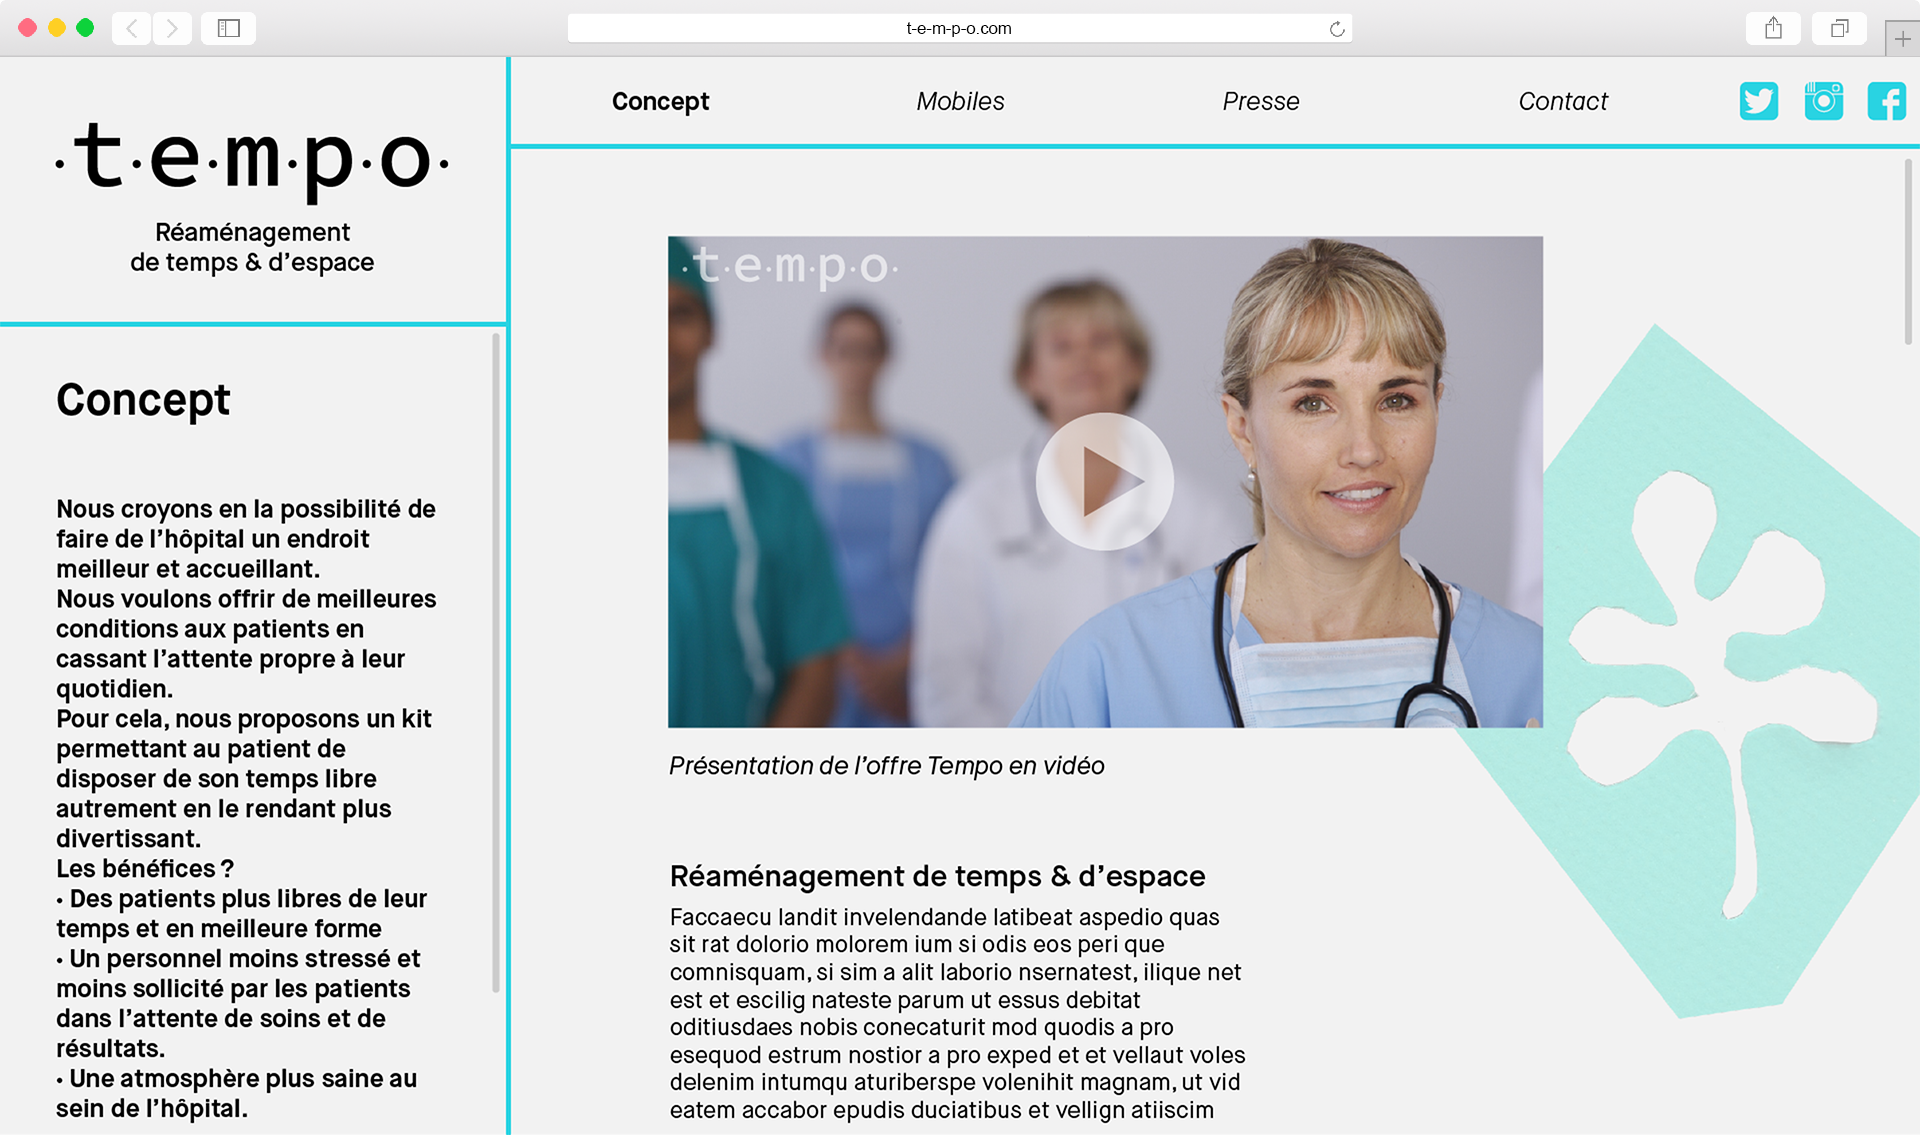 t-e-m-p-o.com
·t·e·m·p·o·
Réaménagement
de temps & d’espace
Concept
Mobiles
Presse
Contact
Concept
Nous croyons en la possibilité de
faire de l’hôpital un endroit
meilleur et accueillant.
Nous voulons offrir de meilleures
conditions aux patients en
cassant l’attente propre à leur
quotidien.
Pour cela, nous proposons un kit
permettant au patient de
disposer de son temps libre
autrement en le rendant plus
divertissant.
Les bénéfices ?
• Des patients plus libres de leur
temps et en meilleure forme
• Un personnel moins stressé et
moins sollicité par les patients
dans l’attente de soins et de
résultats.
• Une atmosphère plus saine au
sein de l’hôpital.
·t·e·m·p·o·
Présentation de l’offre Tempo en vidéo
Réaménagement de temps & d’espace
Faccaecu landit invelendande latibeat aspedio quas
sit rat dolorio molorem ium si odis eos peri que
comnisquam, si sim a alit laborio nsernatest, ilique net
est et escilig nateste parum ut essus debitat
oditiusdaes nobis conecaturit mod quodis a pro
esequod estrum nostior a pro exped et et vellaut voles
delenim intumqu aturiberspe volenihit magnam, ut vid
eatem accabor epudis duciatibus et vellign atiiscim